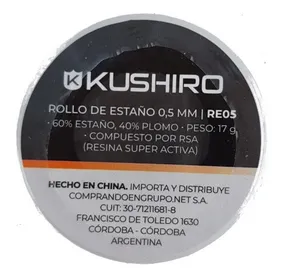 KUSHIRO
ROLLO DE ESTAÑO 0,5 MM | RE05
• 60% ESTAÑO, 40% PLOMO • PESO: 17 g.
• COMPUESTO POR RSA
(RESINA SUPER ACTIVA)
HECHO EN CHINA. IMPORTA Y DISTRIBUYE
COMPRANDOENGRUPO.NET S.A.
CUIT: 30-71211681-8
FRANCISCO DE TOLEDO 1630
CÓRDOBA - CÓRDOBA
ARGENTINA